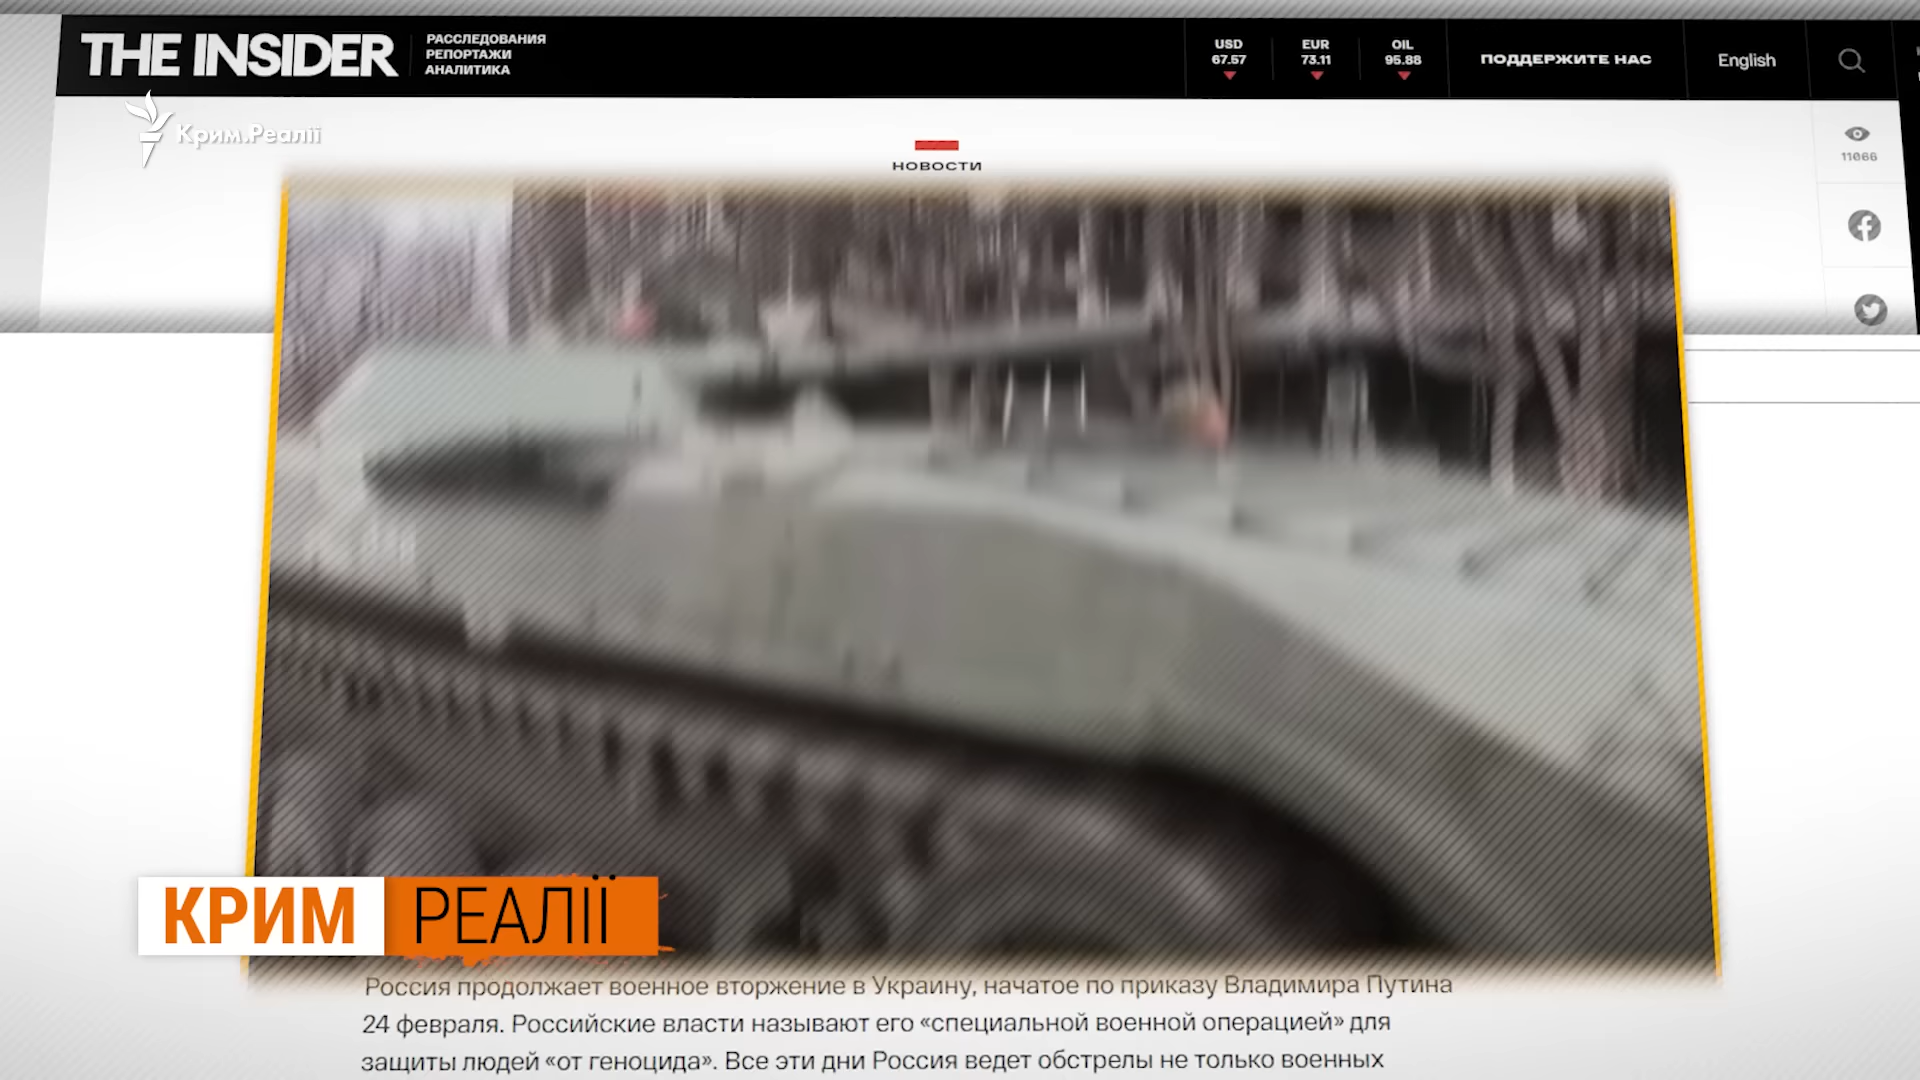 THE INSIDER
РАССЛЕДОВАНИЯ
РЕПОРТАЖИ
АНАЛИТИКА
USD
67.57
EUR
73.11
OIL
95.88
ПОДДЕРЖИТЕ НАС
English
Крим.Реалії
НОВОСТИ
11066
КРИМ РЕАЛІЇ
Россия продолжает военное вторжение в Украину, начатое по приказу Владимира Путина
24 февраля. Российские власти называют его «специальной военной операцией» для
защиты людей «от геноцида». Все эти дни Россия ведет обстрелы не только военных